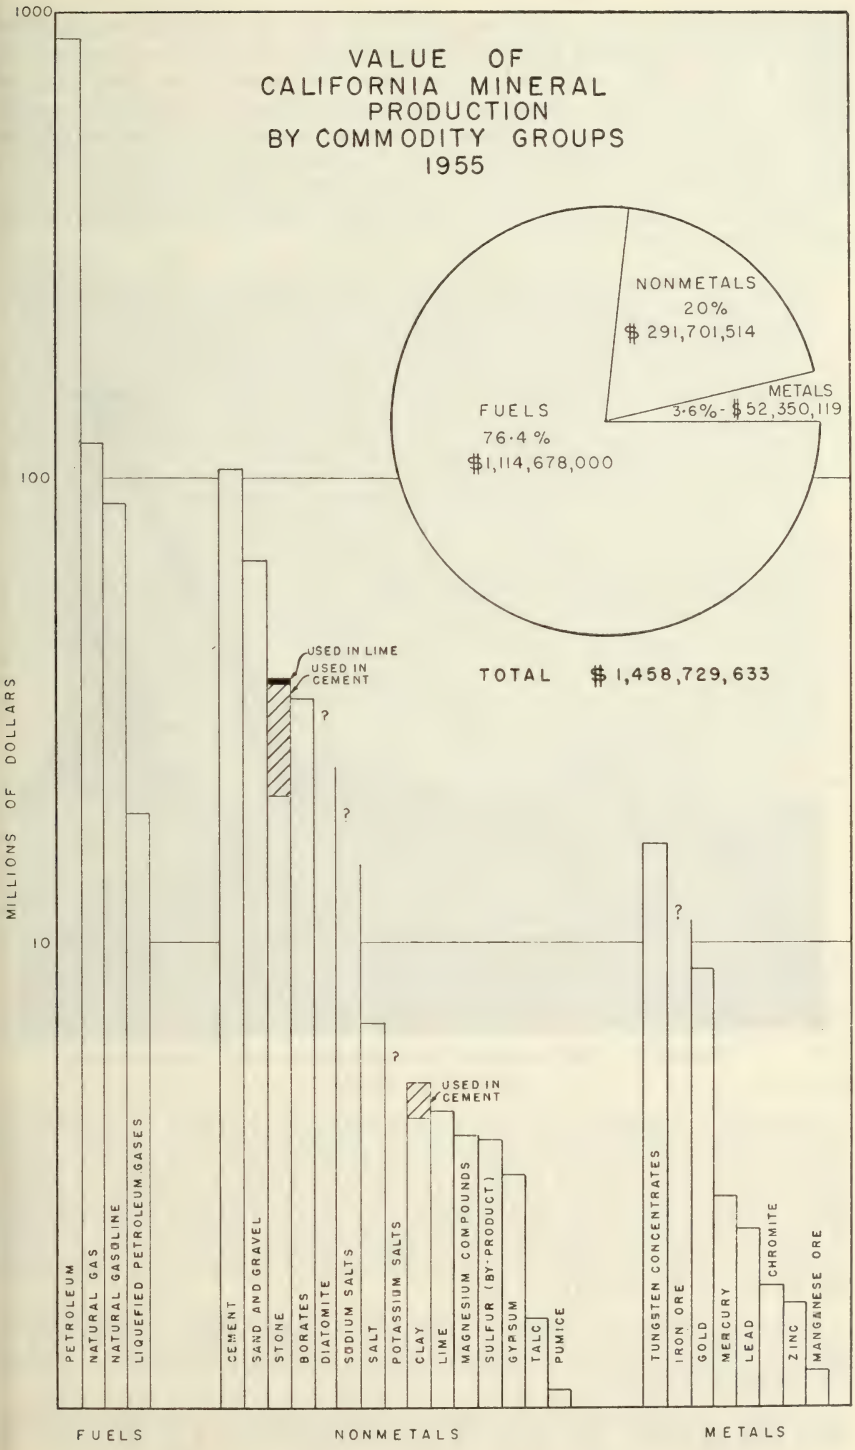 VALUE OF
CALIFORNIA MINERAL
PRODUCTION
BY COMMODITY GROUPS
1955
1000
100
10
MILLIONS OF DOLLARS
NONMETALS
20%
$ 291,701,514
METALS
3.6% - $52,350,119
FUELS
76.4%
$1,114,678,000
TOTAL $ 1,458,729,633
USED IN LIME
USED IN
CEMENT
?
?
?
USED IN
CEMENT
?
PETROLEUM
NATURAL GAS
NATURAL GASOLINE
LIQUEFIED PETROLEUM GASES
CEMENT
SAND AND GRAVEL
STONE
BORATES
DIATOMITE
SODIUM SALTS
SALT
POTASSIUM SALTS
CLAY
LIME
MAGNESIUM COMPOUNDS
SULFUR (BY-PRODUCT)
GYPSUM
TALC
PUMICE
TUNGSTEN CONCENTRATES
IRON ORE
GOLD
MERCURY
LEAD
CHROMITE
ZINC
MANGANESE ORE
FUELS
NONMETALS
METALS